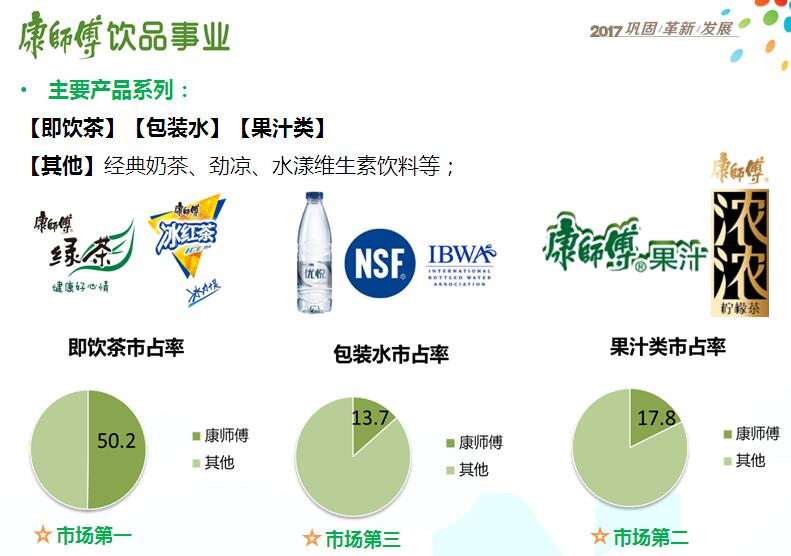 康師傅饮品事业
2017 巩固/革新/发展
• 主要产品系列：
【即饮茶】【包装水】【果汁类】
【其他】经典奶茶、劲凉、水漾维生素饮料等；
康師傅
绿茶
健康好心情
康師傅
冰红茶
ICE TEA
冰力十足
优悦
NSF®
IBWA
INTERNATIONAL
BOTTLED WATER
ASSOCIATION
康師傅®果汁
康師傅
浓浓
柠檬茶
即饮茶市占率
包装水市占率
果汁类市占率
50.2
康师傅
其他
13.7
康师傅
其他
17.8
康师傅
其他
☆市场第一
☆市场第三
☆市场第二